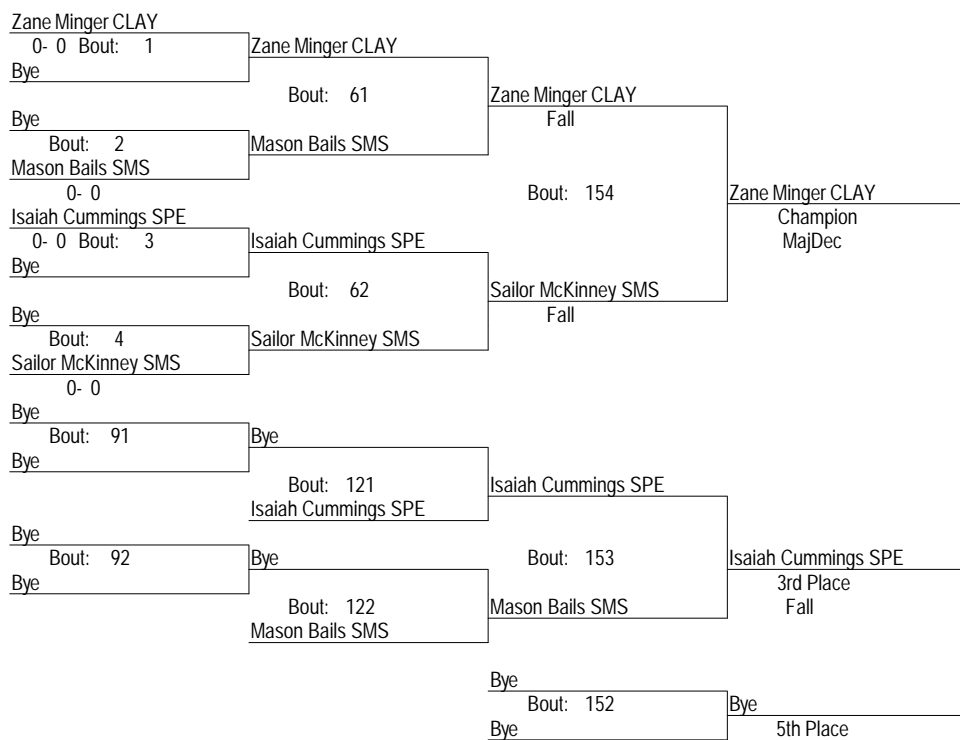 Zane Minger CLAY
0- 0 Bout: 1
Zane Minger CLAY
Bye
Bout: 61
Zane Minger CLAY
Fall
Bye
Bout: 2
Mason Bails SMS
Mason Bails SMS
0- 0
Bout: 154
Zane Minger CLAY
Champion
MajDec
Isaiah Cummings SPE
0- 0 Bout: 3
Isaiah Cummings SPE
Bye
Bout: 62
Sailor McKinney SMS
Fall
Bye
Bout: 4
Sailor McKinney SMS
Sailor McKinney SMS
0- 0
Bye
Bout: 91
Bye
Bye
Bout: 121
Isaiah Cummings SPE
Isaiah Cummings SPE
Bye
Bout: 92
Bye
Bout: 153
Isaiah Cummings SPE
Bye
3rd Place
Bout: 122
Mason Bails SMS
Fall
Mason Bails SMS
Bye
Bout: 152
Bye
Bye
5th Place